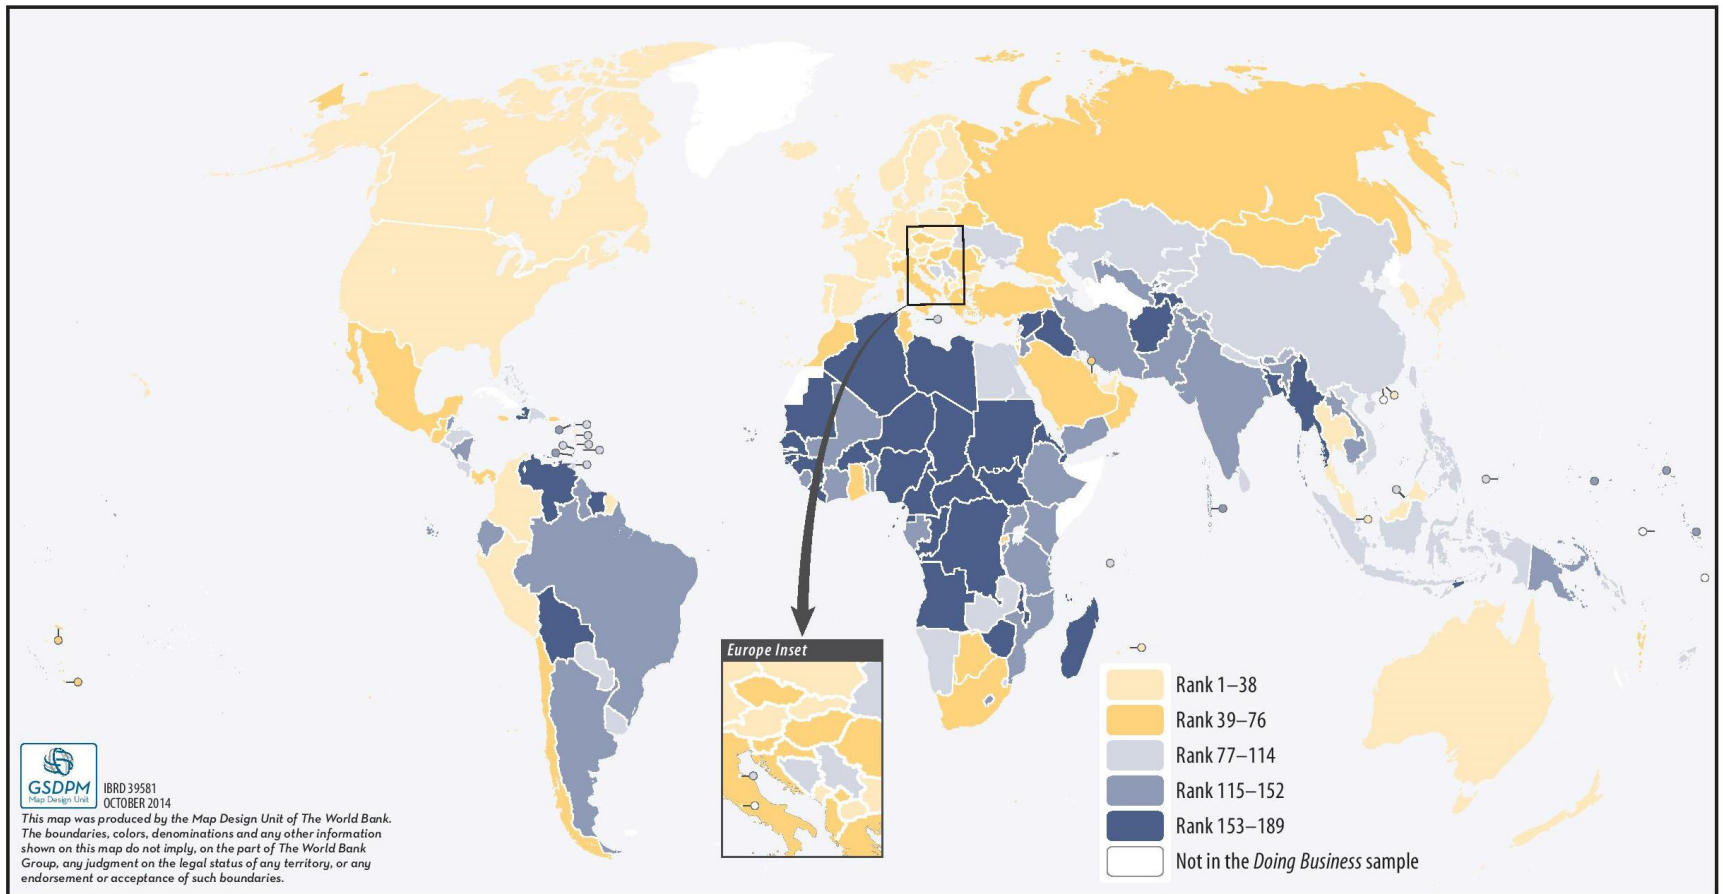 Europe Inset
Rank 1–38
Rank 39–76
Rank 77–114
Rank 115–152
Rank 153–189
Not in the Doing Business sample
GSDPM
Map Design Unit
IBRD 39581
OCTOBER 2014
This map was produced by the Map Design Unit of The World Bank.
The boundaries, colors, denominations and any other information
shown on this map do not imply, on the part of The World Bank
Group, any judgment on the legal status of any territory, or any
endorsement or acceptance of such boundaries.